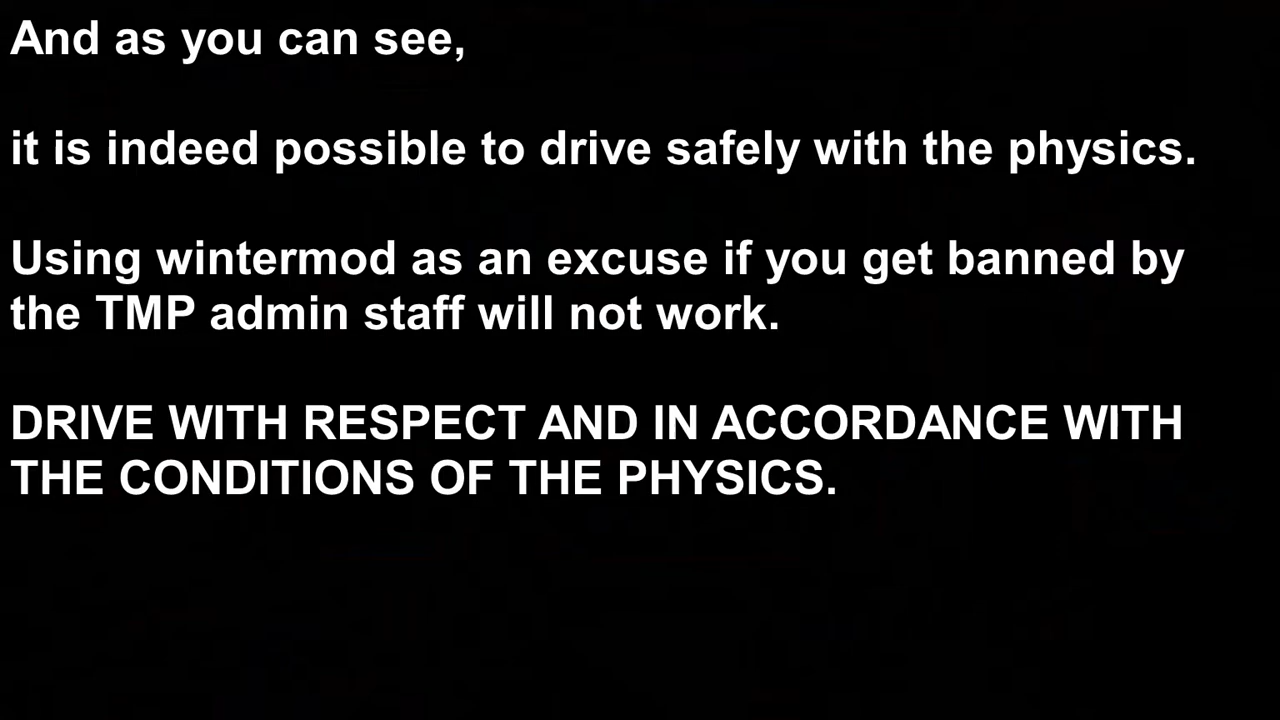 And as you can see,
it is indeed possible to drive safely with the physics.
Using wintermod as an excuse if you get banned by
the TMP admin staff will not work.
DRIVE WITH RESPECT AND IN ACCORDANCE WITH
THE CONDITIONS OF THE PHYSICS.